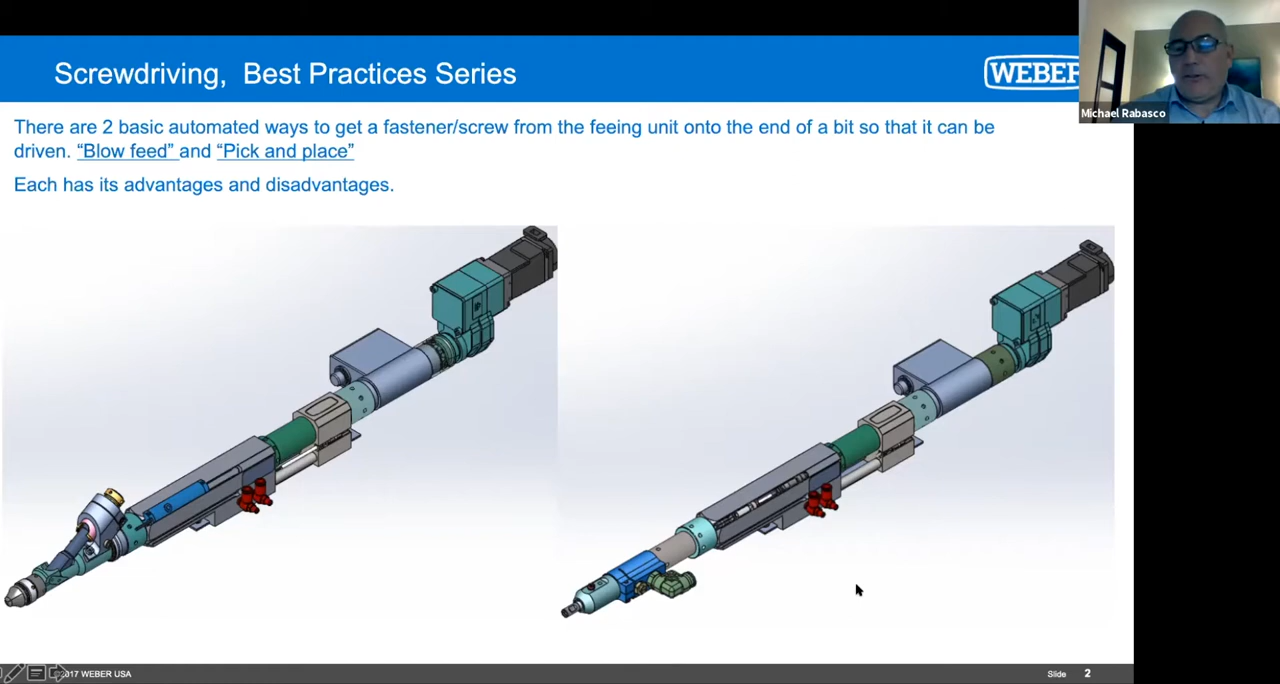 Screwdriving, Best Practices Series
WEBER
Michael Rabasco
There are 2 basic automated ways to get a fastener/screw from the feeing unit onto the end of a bit so that it can be
driven. “Blow feed” and “Pick and place”
Each has its advantages and disadvantages.
2017 WEBER USA
Slide 2